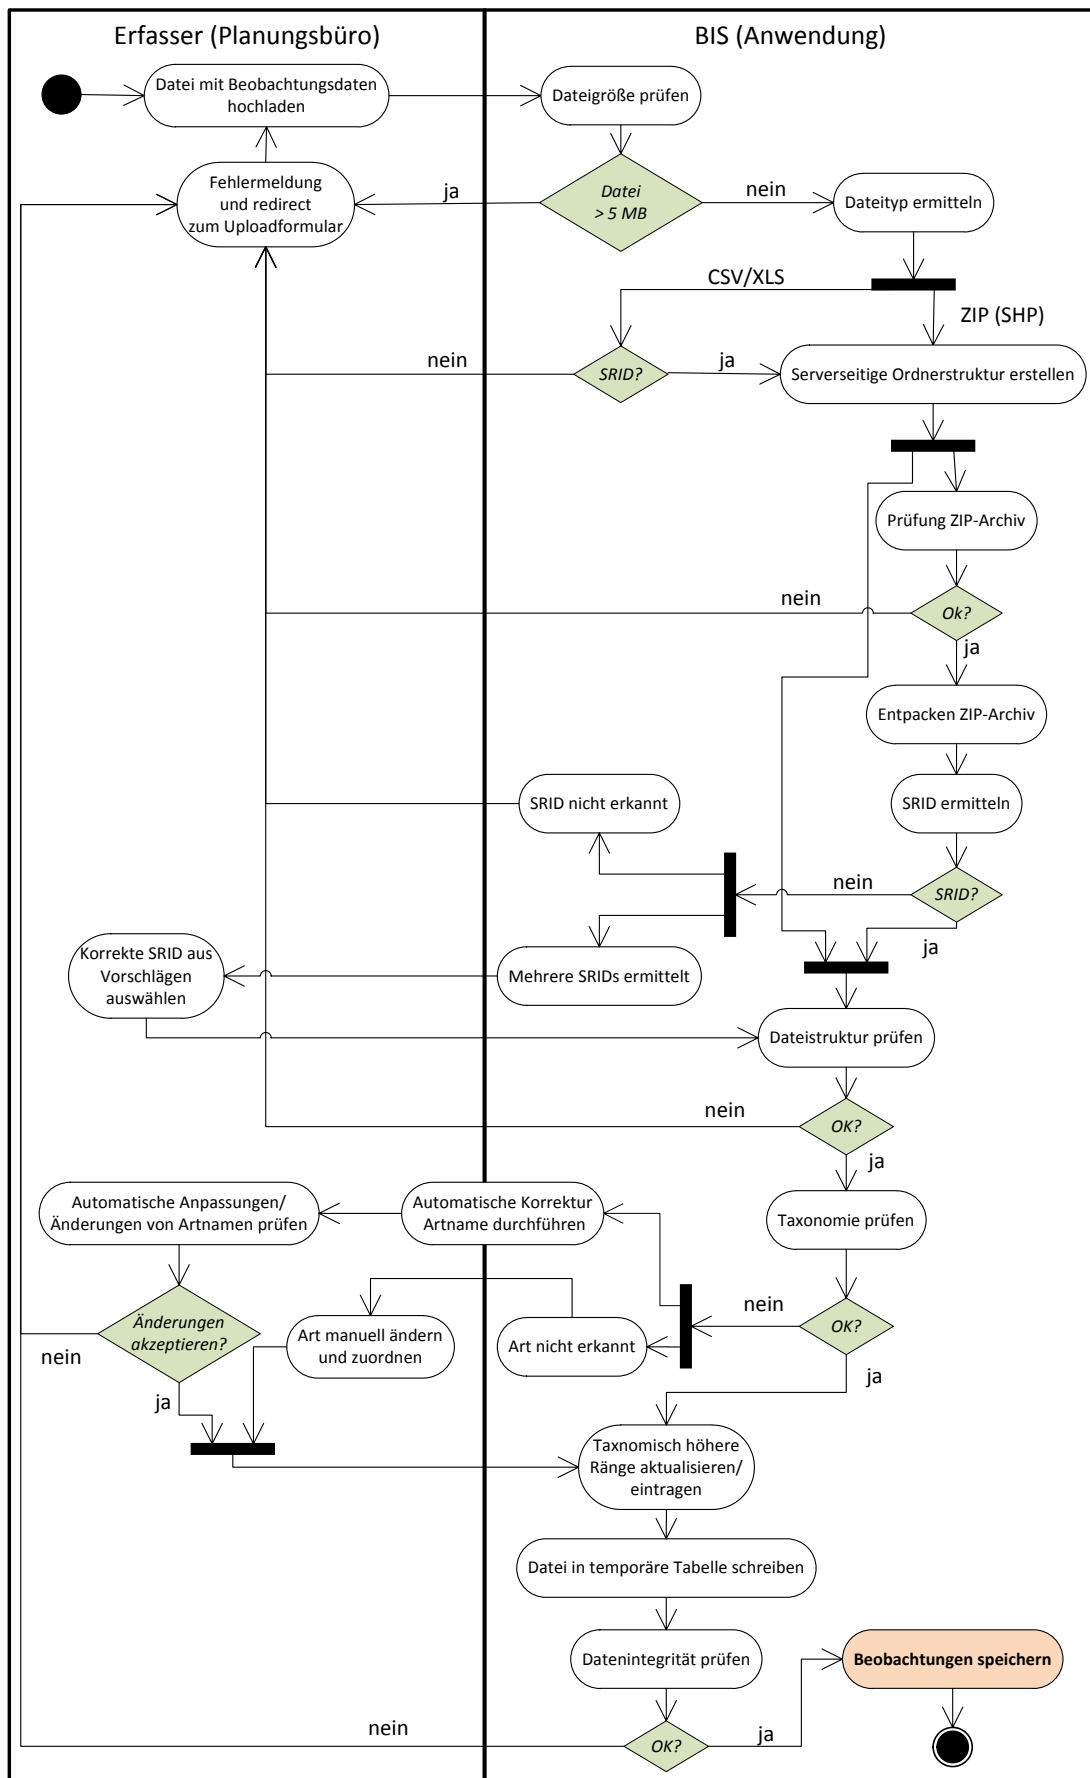 Erfasser (Planungsbüro)
BIS (Anwendung)
Datei mit Beobachtungsdaten
hochladen
Dateigröße prüfen
Fehlermeldung
und redirect
zum Uploadformular
ja
Datei
> 5 MB
nein
Dateityp ermitteln
CSV/XLS
ZIP (SHP)
nein
SRID?
ja
Serverseitige Ordnerstruktur erstellen
Prüfung ZIP-Archiv
nein
Ok?
ja
Entpacken ZIP-Archiv
SRID nicht erkannt
SRID ermitteln
nein
SRID?
ja
Korrekte SRID aus
Vorschlägen
auswählen
Mehrere SRIDs ermittelt
Dateistruktur prüfen
nein
OK?
ja
Automatische Anpassungen/
Änderungen von Artnamen prüfen
Automatische Korrektur
Artname durchführen
Taxonomie prüfen
Änderungen
akzeptieren?
nein
ja
Art manuell ändern
und zuordnen
Art nicht erkannt
nein
OK?
ja
Taxnomisch höhere
Ränge aktualisieren/
eintragen
Datei in temporäre Tabelle schreiben
Datenintegrität prüfen
Beobachtungen speichern
nein
OK?
ja